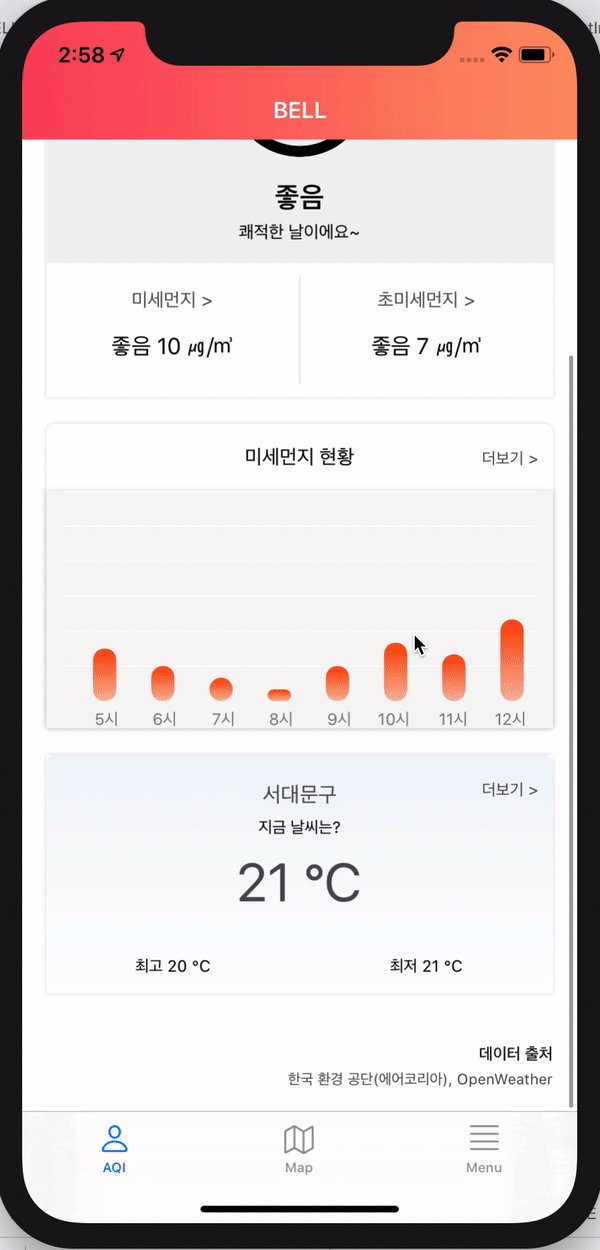 2:58
BELL
좋음
쾌적한 날이에요~
미세먼지 >
초미세먼지 >
좋음 10 ㎍/㎥
좋음 7 ㎍/㎥
미세먼지 현황
더보기 >
5시 6시 7시 8시 9시 10시 11시 12시
서대문구
더보기 >
지금 날씨는?
21 °C
최고 20 °C
최저 21 °C
데이터 출처
한국 환경 공단(에어코리아), OpenWeather
AQI
Map
Menu